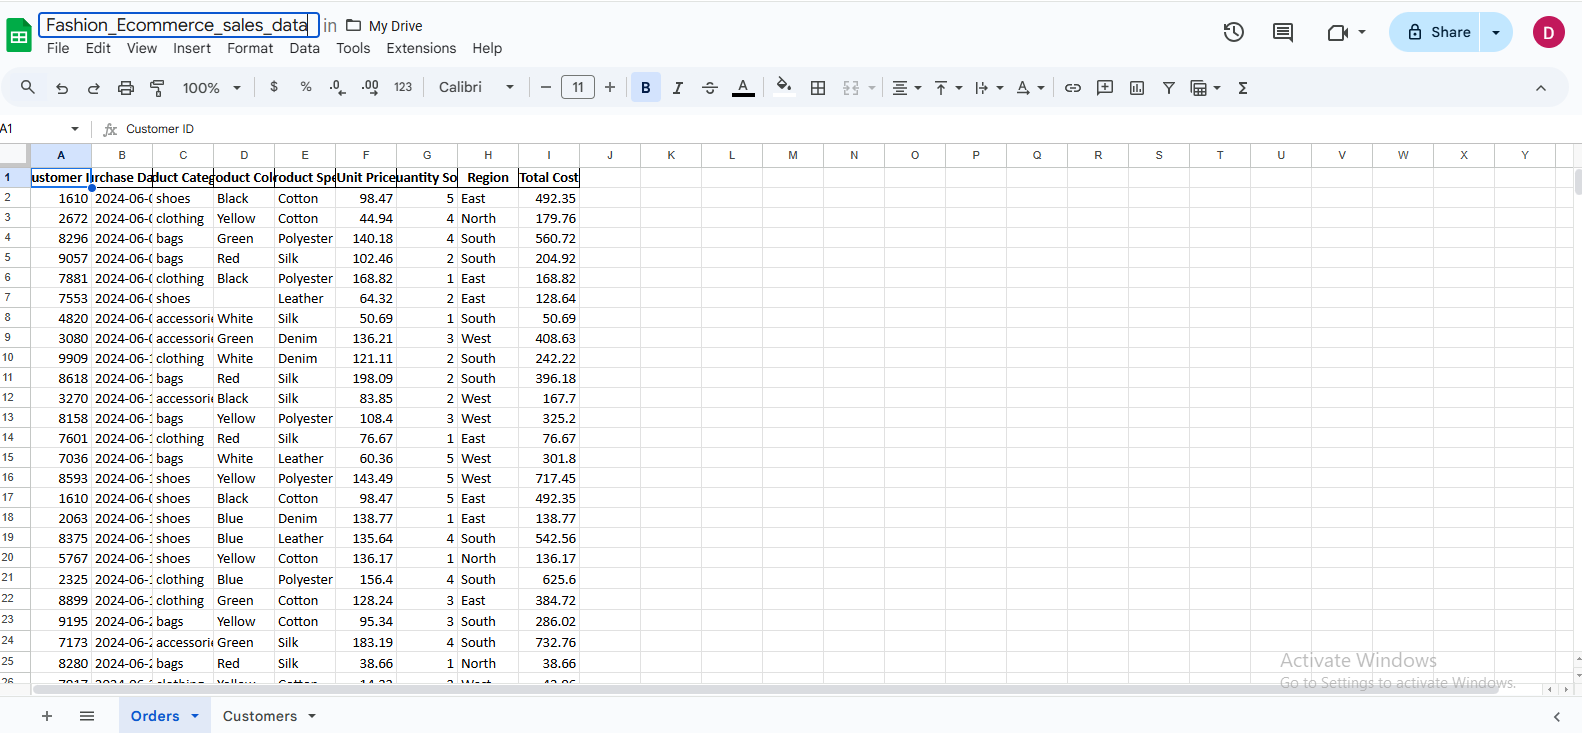 Fashion_Ecommerce_sales_data in My Drive
File Edit View Insert Format Data Tools Extensions Help
Share D
100% $ % .0 .00 123 Calibri − 11 + B I S A Σ
A1 fx Customer ID
A B C D E F G H I J K L M N O P Q R S T U V W X Y
1 ustomer I rchase Da duct Categ oduct Col roduct Spe Unit Price uantity So Region Total Cost
2 1610 2024-06-0 shoes Black Cotton 98.47 5 East 492.35
3 2672 2024-06-0 clothing Yellow Cotton 44.94 4 North 179.76
4 8296 2024-06-0 bags Green Polyester 140.18 4 South 560.72
5 9057 2024-06-0 bags Red Silk 102.46 2 South 204.92
6 7881 2024-06-0 clothing Black Polyester 168.82 1 East 168.82
7 7553 2024-06-0 shoes Leather 64.32 2 East 128.64
8 4820 2024-06-0 accessorie White Silk 50.69 1 South 50.69
9 3080 2024-06-0 accessorie Green Denim 136.21 3 West 408.63
10 9909 2024-06-1 clothing White Denim 121.11 2 South 242.22
11 8618 2024-06-1 bags Red Silk 198.09 2 South 396.18
12 3270 2024-06-1 accessorie Black Silk 83.85 2 West 167.7
13 8158 2024-06-1 bags Yellow Polyester 108.4 3 West 325.2
14 7601 2024-06-1 clothing Red Silk 76.67 1 East 76.67
15 7036 2024-06-1 bags White Leather 60.36 5 West 301.8
16 8593 2024-06-1 shoes Yellow Polyester 143.49 5 West 717.45
17 1610 2024-06-0 shoes Black Cotton 98.47 5 East 492.35
18 2063 2024-06-1 shoes Blue Denim 138.77 1 East 138.77
19 8375 2024-06-1 shoes Blue Leather 135.64 4 South 542.56
20 5767 2024-06-1 shoes Yellow Cotton 136.17 1 North 136.17
21 2325 2024-06-1 clothing Blue Polyester 156.4 4 South 625.6
22 8899 2024-06-1 clothing Green Cotton 128.24 3 East 384.72
23 9195 2024-06-2 bags Yellow Cotton 95.34 3 South 286.02
24 7173 2024-06-2 accessorie Green Silk 183.19 4 South 732.76
25 8280 2024-06-2 bags Red Silk 38.66 1 North 38.66
26
Activate Windows
Go to Settings to activate Windows.
Orders Customers